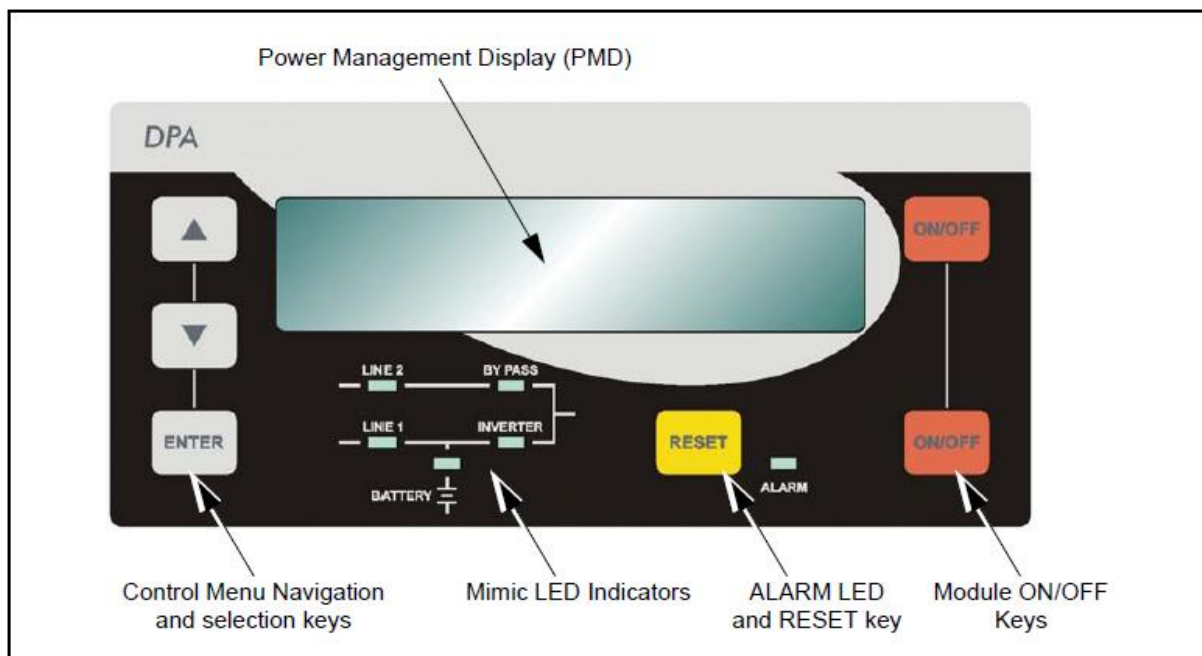 Power Management Display (PMD)
DPA
ON/OFF
LINE 2
BY PASS
ENTER
LINE 1
INVERTER
RESET
ON/OFF
BATTERY
ALARM
Control Menu Navigation
and selection keys
Mimic LED Indicators
ALARM LED
and RESET key
Module ON/OFF
Keys